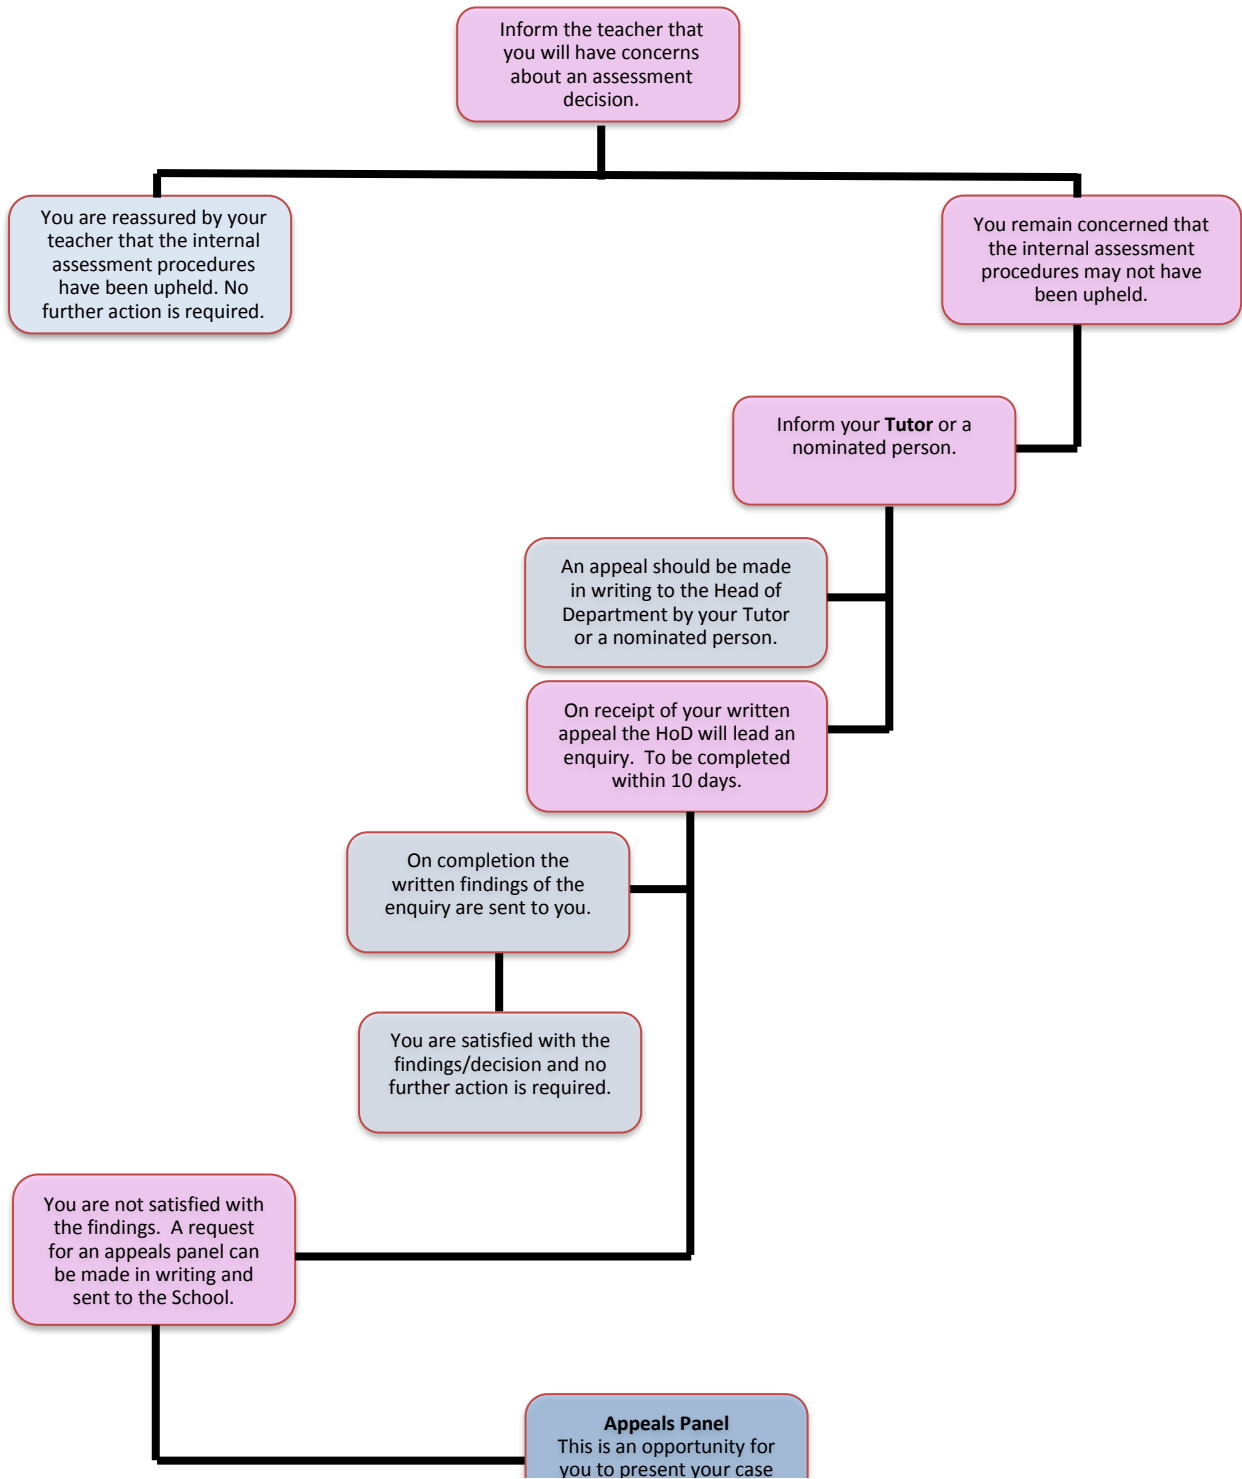 Inform the teacher that
you will have concerns
about an assessment
decision.
You are reassured by your
teacher that the internal
assessment procedures
have been upheld. No
further action is required.
You remain concerned that
the internal assessment
procedures may not have
been upheld.
Inform your Tutor or a
nominated person.
An appeal should be made
in writing to the Head of
Department by your Tutor
or a nominated person.
On receipt of your written
appeal the HoD will lead an
enquiry.  To be completed
within 10 days.
On completion the
written findings of the
enquiry are sent to you.
You are satisfied with the
findings/decision and no
further action is required.
You are not satisfied with
the findings.  A request
for an appeals panel can
be made in writing and
sent to the School.
Appeals Panel
This is an opportunity for
you to present your case